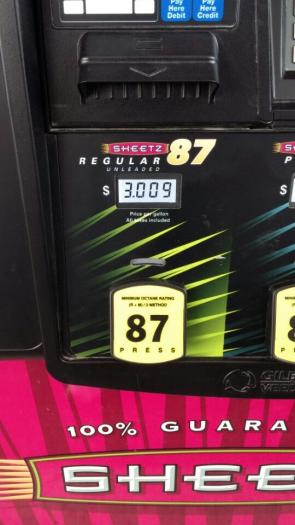 Pay Here Debit
Pay Here Credit
SHEETZ
REGULAR 87
UNLEADED
$ 3.009
Price per gallon
All taxes included
MINIMUM OCTANE RATING
(R + M) / 2 METHOD
87
PRESS
100% GUARA
SHEE